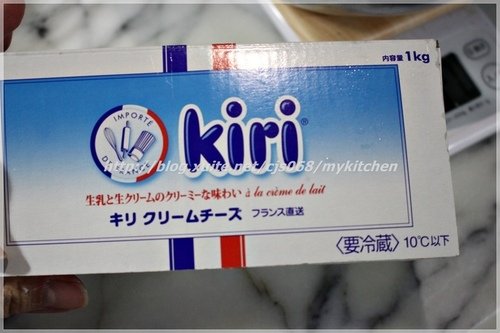 内容量1kg
IMPORTÉ
DE FRANCE
kiri®
http://blog.xuite.net/cjs068/mykitchen
生乳と生クリームのクリーミーな味わい à la crème de lait
キリ クリームチーズ フランス直送
〈要冷蔵〉10℃以下